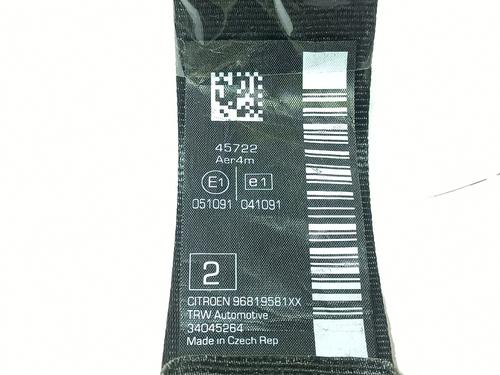 45722
Aer4m
E1 e1
051091 041091
2
CITROEN 96819581XX
TRW Automotive
34045264
Made in Czech Rep